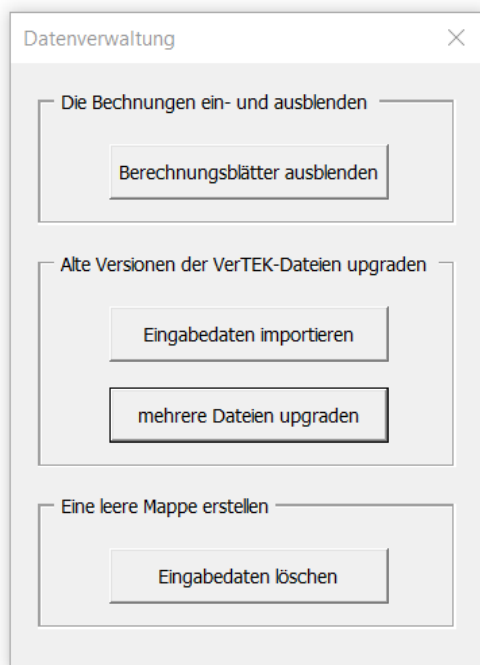 Datenverwaltung
Die Bechnungen ein- und ausblenden
Berechnungsblätter ausblenden
Alte Versionen der VerTEK-Dateien upgraden
Eingabedaten importieren
mehrere Dateien upgraden
Eine leere Mappe erstellen
Eingabedaten löschen